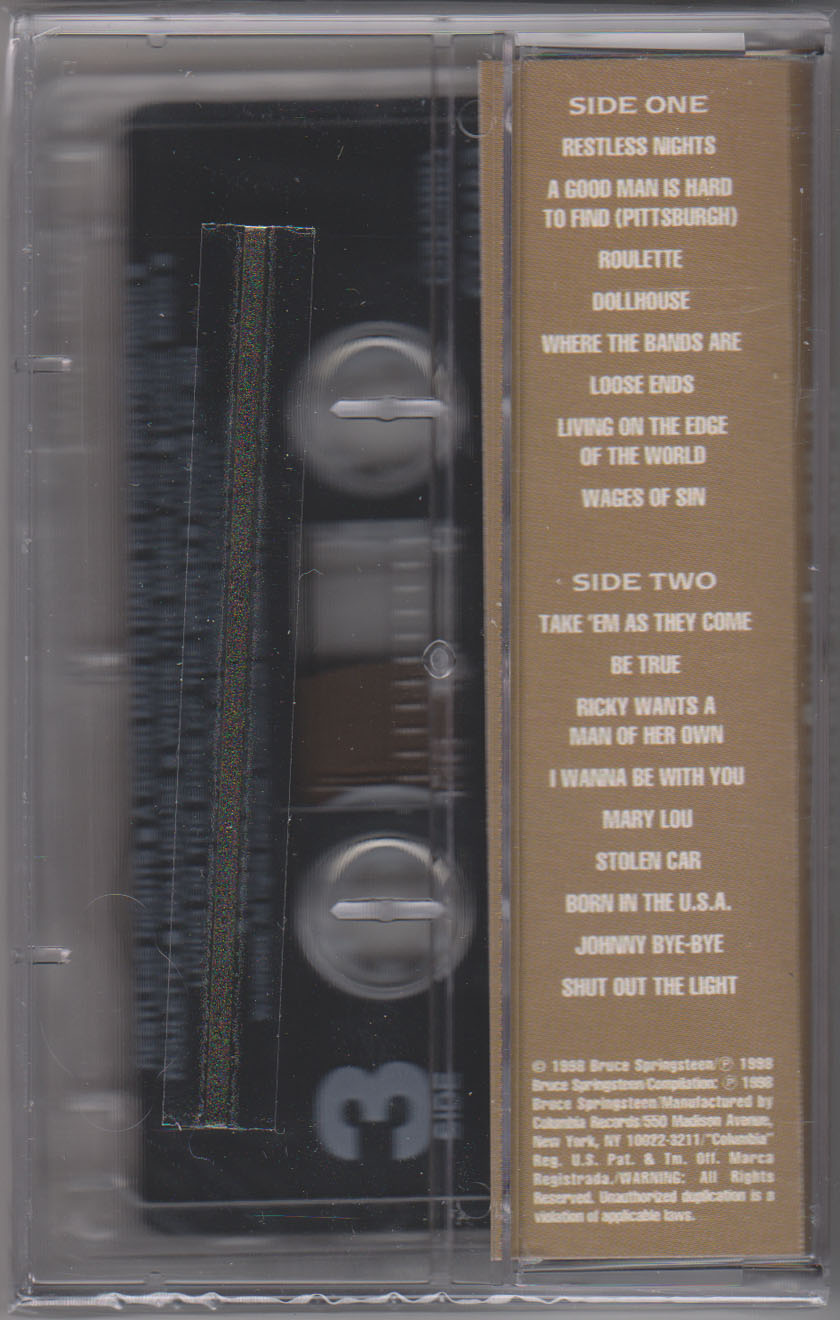 SIDE ONE
RESTLESS NIGHTS
A GOOD MAN IS HARD
TO FIND (PITTSBURGH)
ROULETTE
DOLLHOUSE
WHERE THE BANDS ARE
LOOSE ENDS
LIVING ON THE EDGE
OF THE WORLD
WAGES OF SIN
SIDE TWO
TAKE 'EM AS THEY COME
BE TRUE
RICKY WANTS A
MAN OF HER OWN
I WANNA BE WITH YOU
MARY LOU
STOLEN CAR
BORN IN THE U.S.A.
JOHNNY BYE-BYE
SHUT OUT THE LIGHT
© 1998 Bruce Springsteen/℗ 1998
Bruce Springsteen/Compilation: ℗ 1998
Bruce Springsteen/Manufactured by
Columbia Records/550 Madison Avenue,
New York, NY 10022-3211/"Columbia"
Reg. U.S. Pat. & Tm. Off. Marca
Registrada./WARNING: All Rights
Reserved. Unauthorized duplication is a
violation of applicable laws.
SIDE
3